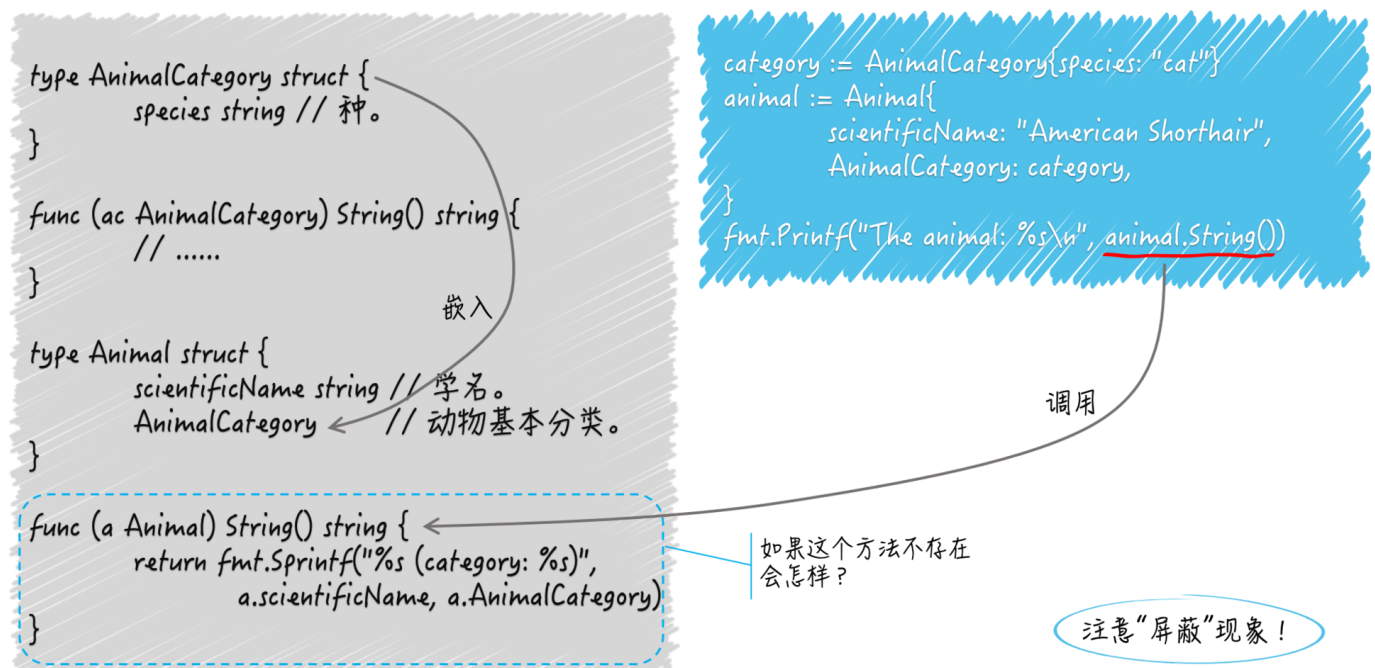 type AnimalCategory struct {
species string // 种。
}
func (ac AnimalCategory) String() string {
// ......
}
嵌入
type Animal struct {
scientificName string // 学名。
AnimalCategory // 动物基本分类。
}
func (a Animal) String() string {
return fmt.Sprintf("%s (category: %s)",
a.scientificName, a.AnimalCategory)
}
category := AnimalCategory{species: "cat"}
animal := Animal{
scientificName: "American Shorthair",
AnimalCategory: category,
}
fmt.Printf("The animal: %s\n", animal.String())
调用
如果这个方法不存在
会怎样?
注意“屏蔽”现象!